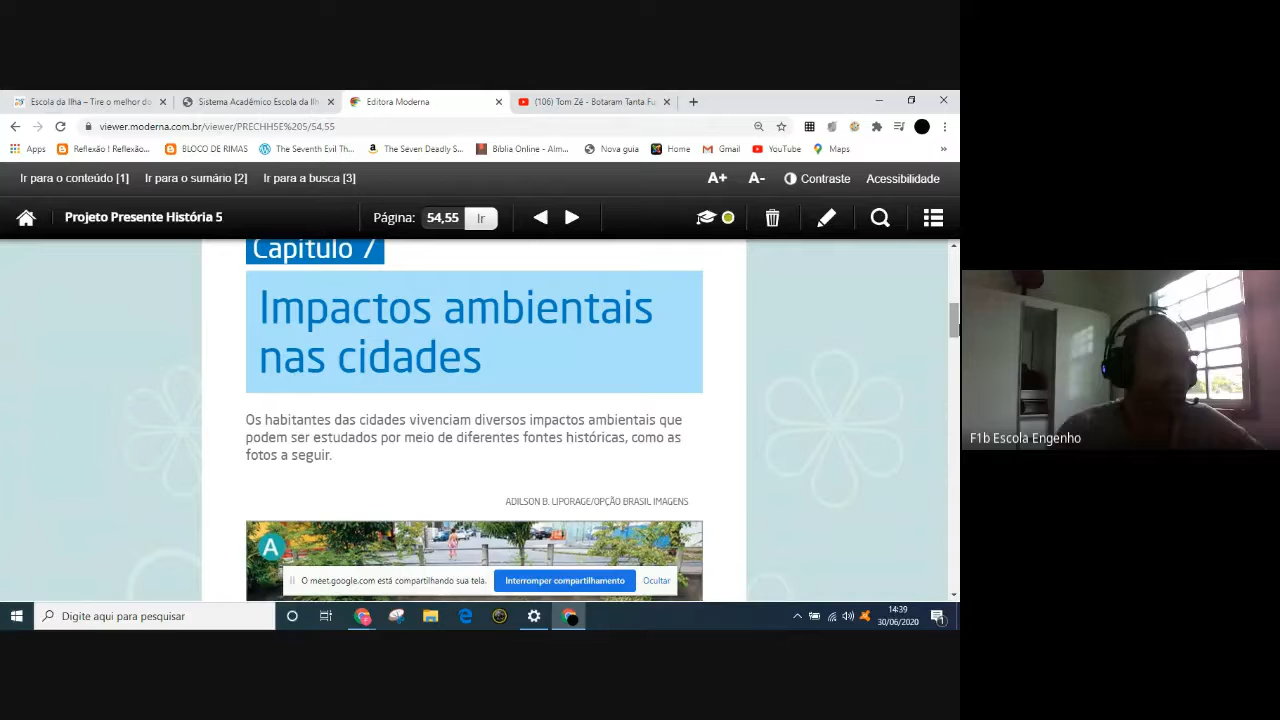 Escola da Ilha – Tire o melhor do
Sistema Acadêmico Escola da Ilh
Editora Moderna
(106) Tom Zé - Botaram Tanta Fu
viewer.moderna.com.br/viewer/PRECHH5E%205/54,55
Apps
Reflexão ! Reflexão...
BLOCO DE RIMAS
The Seventh Evil Th...
The Seven Deadly S...
Bíblia Online - Alm...
Nova guia
Home
Gmail
YouTube
Maps
»
Ir para o conteúdo [1]
Ir para o sumário [2]
Ir para a busca [3]
A+
A-
Contraste
Acessibilidade
Projeto Presente História 5
Página:
54,55
Ir
Capítulo 7
Impactos ambientais
nas cidades
Os habitantes das cidades vivenciam diversos impactos ambientais que
podem ser estudados por meio de diferentes fontes históricas, como as
fotos a seguir.
ADILSON B. LIPORAGE/OPÇÃO BRASIL IMAGENS
A
O meet.google.com está compartilhando sua tela.
Interromper compartilhamento
Ocultar
Digite aqui para pesquisar
14:39
30/06/2020
1
F1b Escola Engenho